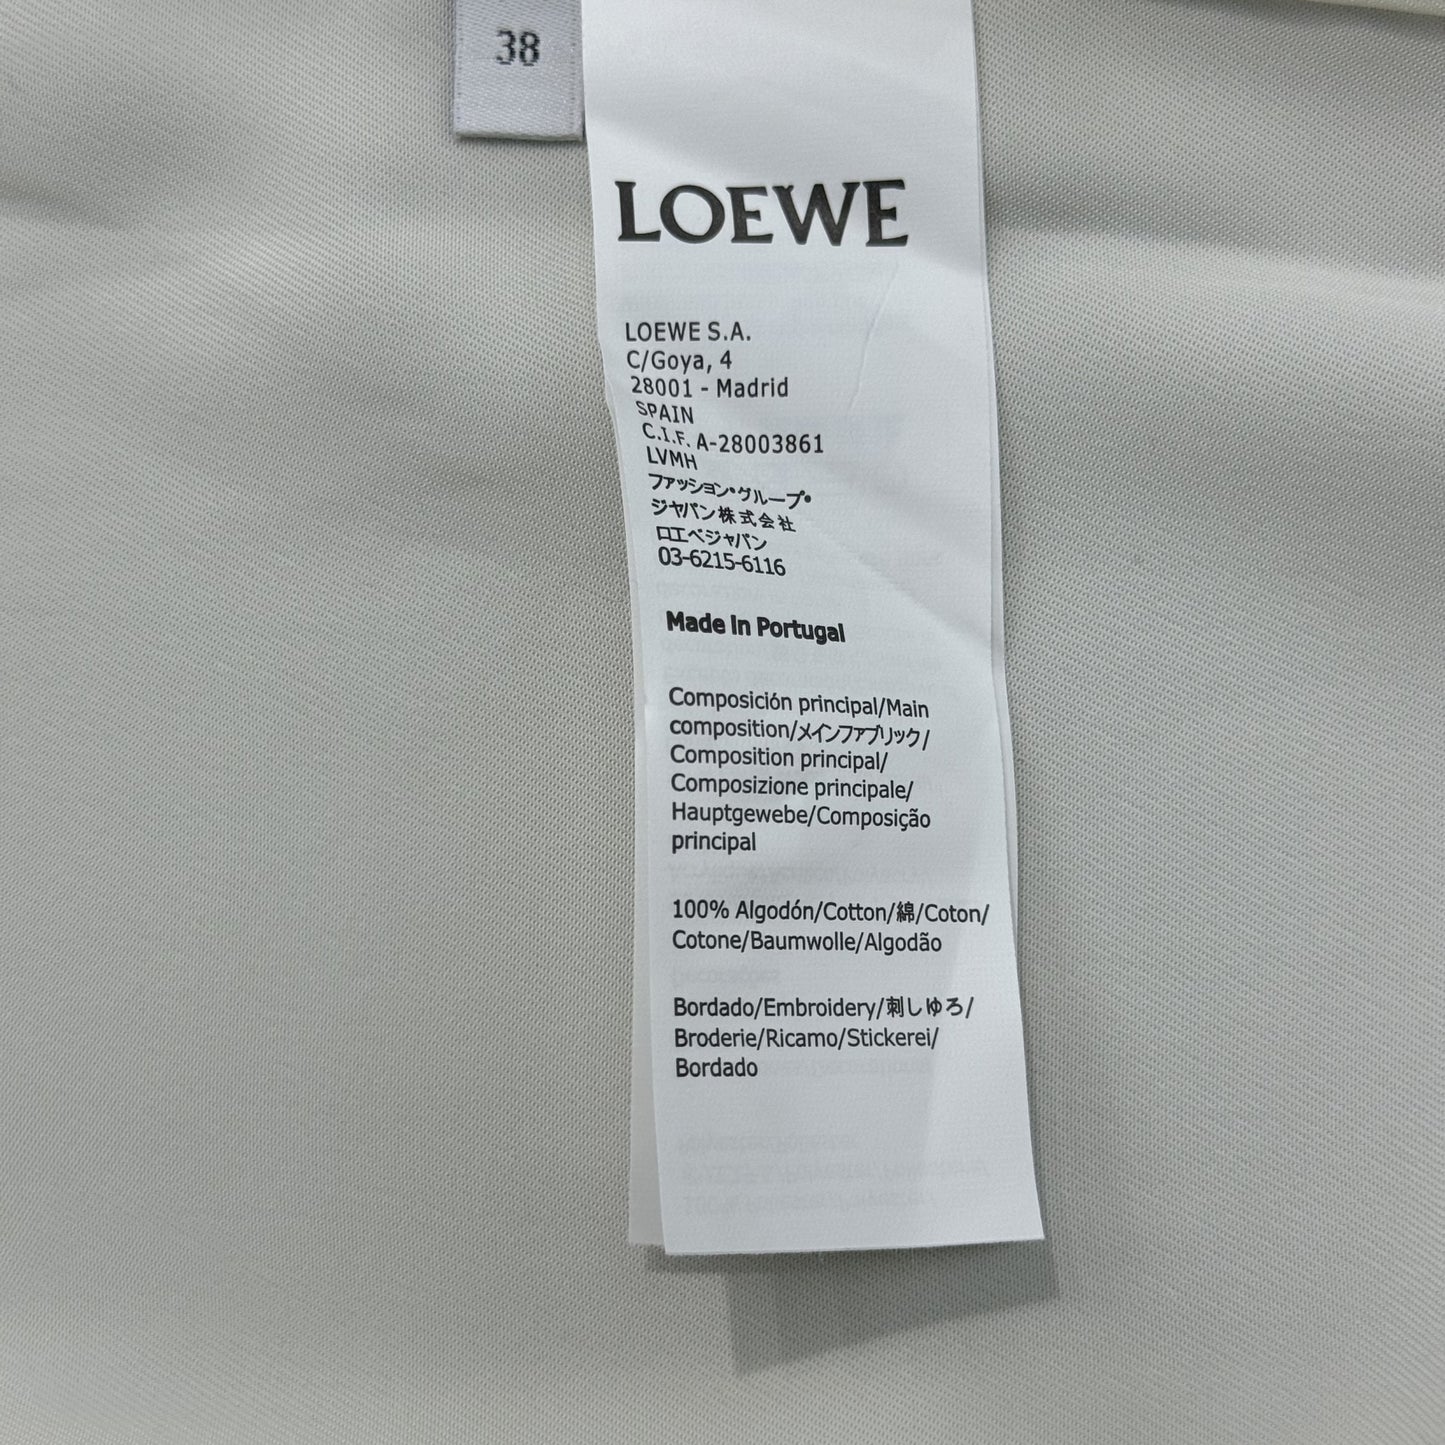 38
LOEWE
LOEWE S.A.
C/Goya, 4
28001 - Madrid
SPAIN
C.I.F. A-28003861
LVMH
ファッション・グループ・
ジャパン株式会社
ロエベジャパン
03-6215-6116
Made in Portugal
Composición principal/Main
composition/メインファブリック/
Composition principal/
Composizione principale/
Hauptgewebe/Composição
principal
100% Algodón/Cotton/綿/Coton/
Cotone/Baumwolle/Algodão
Bordado/Embroidery/刺しゆろ/
Broderie/Ricamo/Stickerei/
Bordado